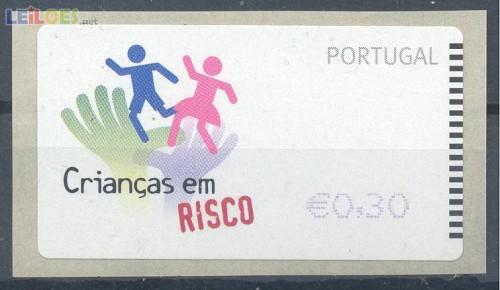 LEiLOES.net
PORTUGAL
Crianças em
RISCO
€0,30